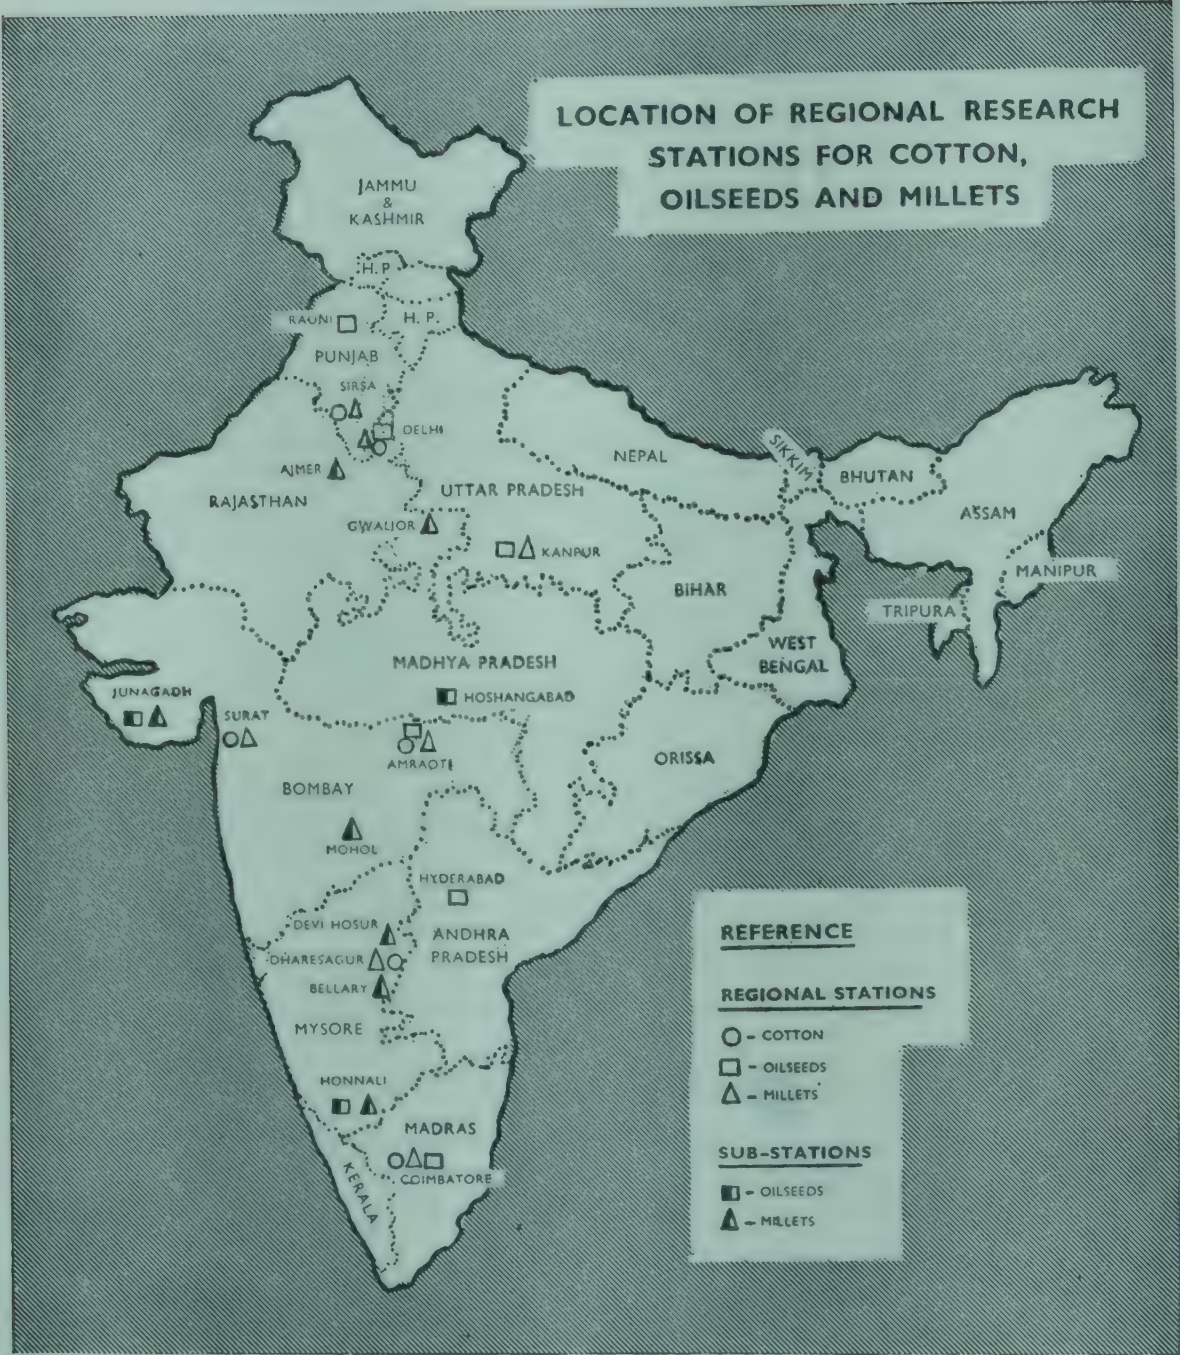 LOCATION OF REGIONAL RESEARCH
STATIONS FOR COTTON,
OILSEEDS AND MILLETS
JAMMU
&
KASHMIR
H.P
H. P.
RAUNI
PUNJAB
SIRSA
DELHI
AJMER
RAJASTHAN
NEPAL
SIKKIM
BHUTAN
UTTAR PRADESH
ASSAM
GWALIOR
KANPUR
MANIPUR
BIHAR
TRIPURA
WEST
BENGAL
MADHYA PRADESH
JUNAGADH
HOSHANGABAD
SURAT
AMRAOTI
ORISSA
BOMBAY
MOHOL
HYDERABAD
DEVI HOSUR
ANDHRA
PRADESH
DHARESAGUR
BELLARY
MYSORE
HONNALI
MADRAS
COIMBATORE
KERALA
REFERENCE
REGIONAL STATIONS
- COTTON
- OILSEEDS
- MILLETS
SUB-STATIONS
- OILSEEDS
- MILLETS